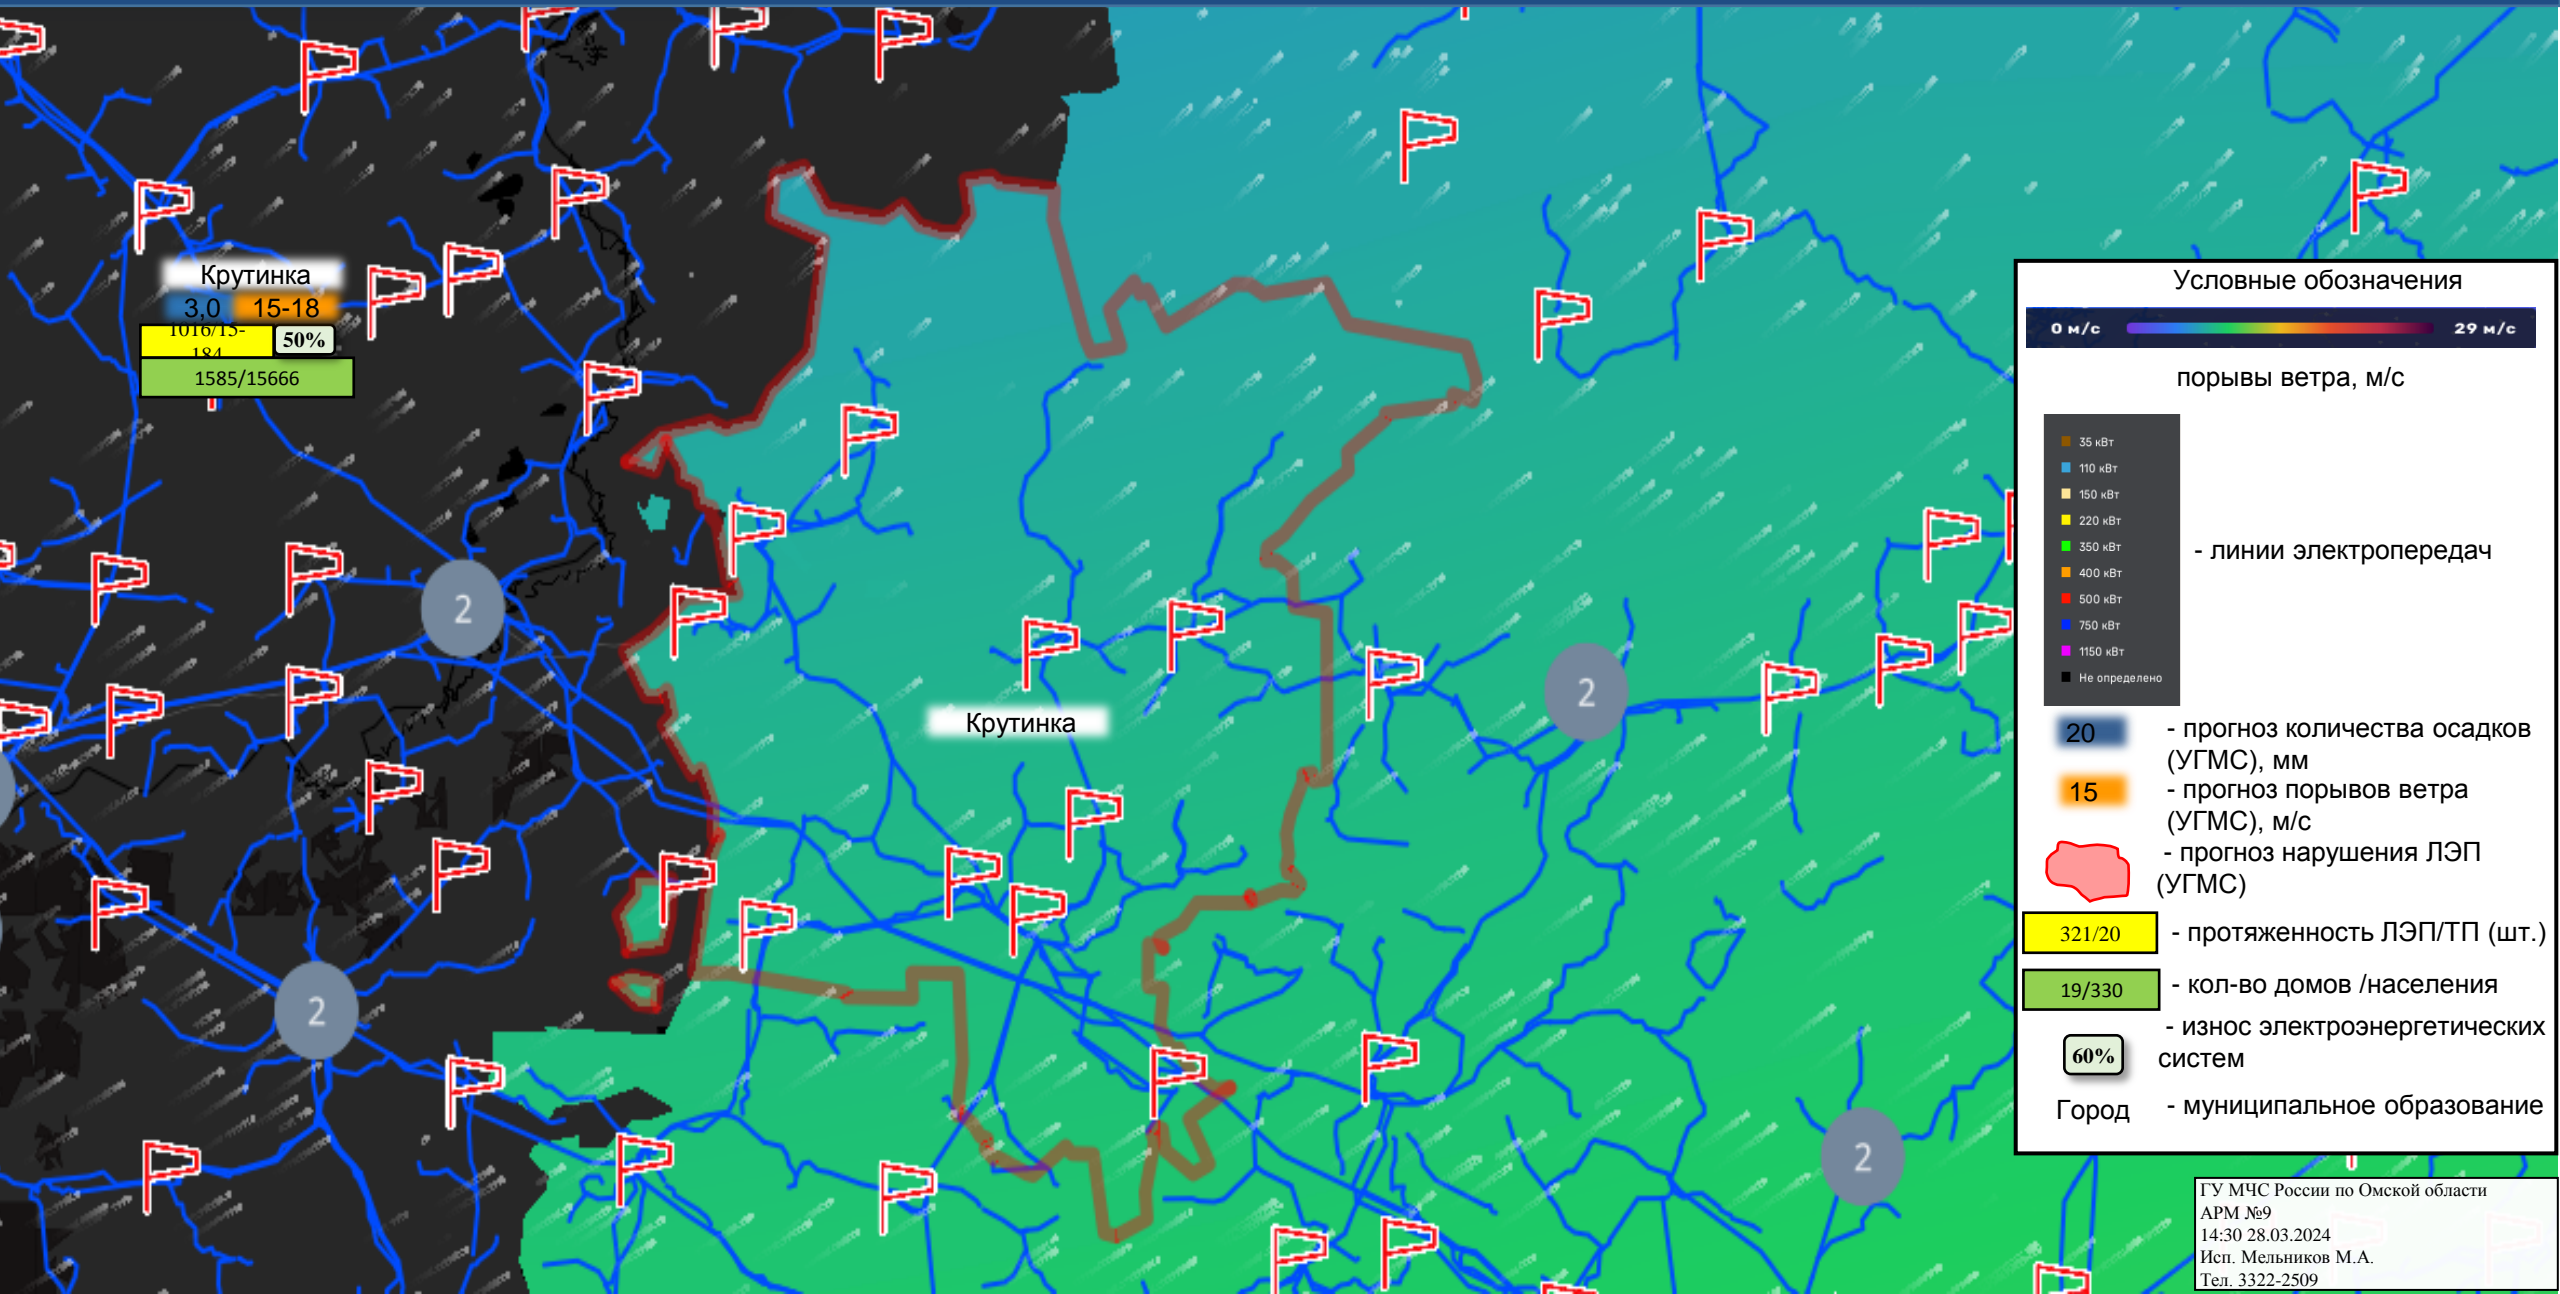 Крутинка
3,0 15-18
1016/15-
184
50%
1585/15666
2
2
2
2
Крутинка
Условные обозначения
0 м/с 29 м/с
порывы ветра, м/с
35 кВт
110 кВт
150 кВт
220 кВт
350 кВт
400 кВт
500 кВт
750 кВт
1150 кВт
Не определено
- линии электропередач
20 - прогноз количества осадков
(УГМС), мм
15 - прогноз порывов ветра
(УГМС), м/с
- прогноз нарушения ЛЭП
(УГМС)
321/20 - протяженность ЛЭП/ТП (шт.)
19/330 - кол-во домов /населения
60% - износ электроэнергетических
систем
Город - муниципальное образование
ГУ МЧС России по Омской области
АРМ №9
14:30 28.03.2024
Исп. Мельников М.А.
Тел. 3322-2509